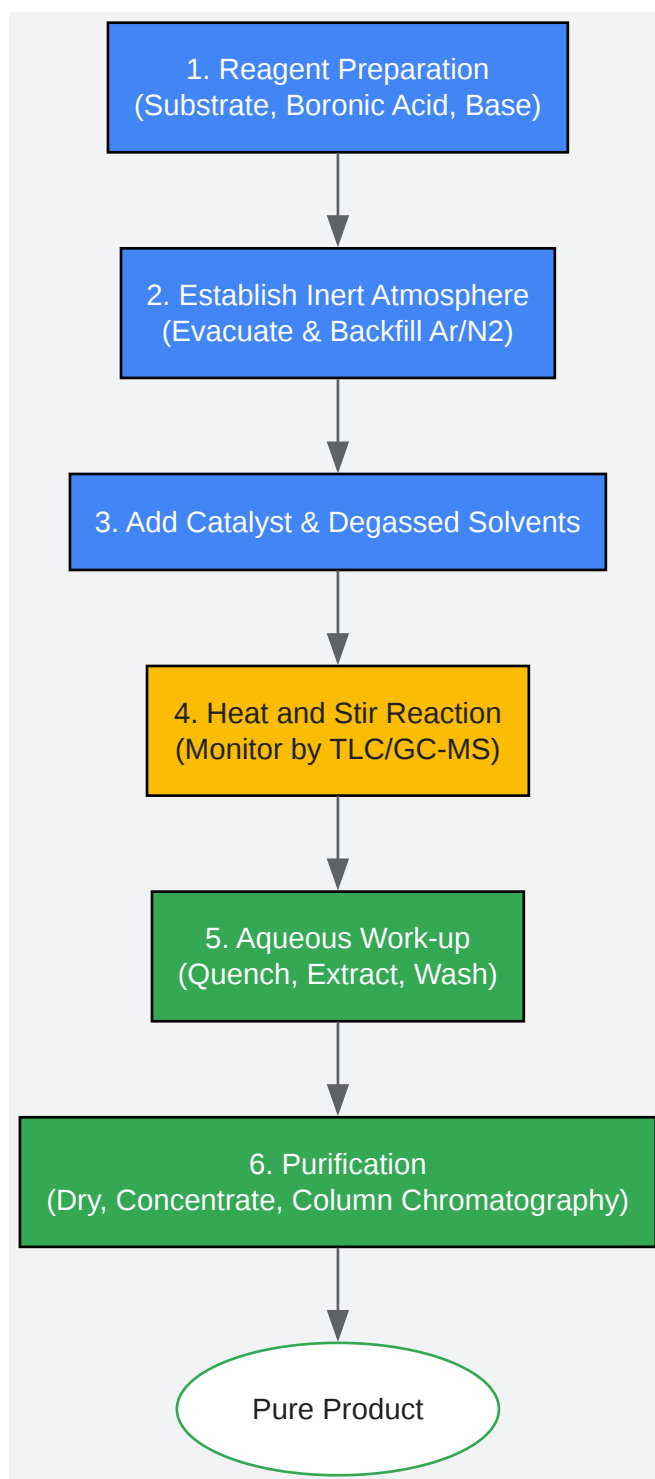 1. Reagent Preparation
(Substrate, Boronic Acid, Base)
2. Establish Inert Atmosphere
(Evacuate & Backfill Ar/N2)
3. Add Catalyst & Degassed Solvents
4. Heat and Stir Reaction
(Monitor by TLC/GC-MS)
5. Aqueous Work-up
(Quench, Extract, Wash)
6. Purification
(Dry, Concentrate, Column Chromatography)
Pure Product